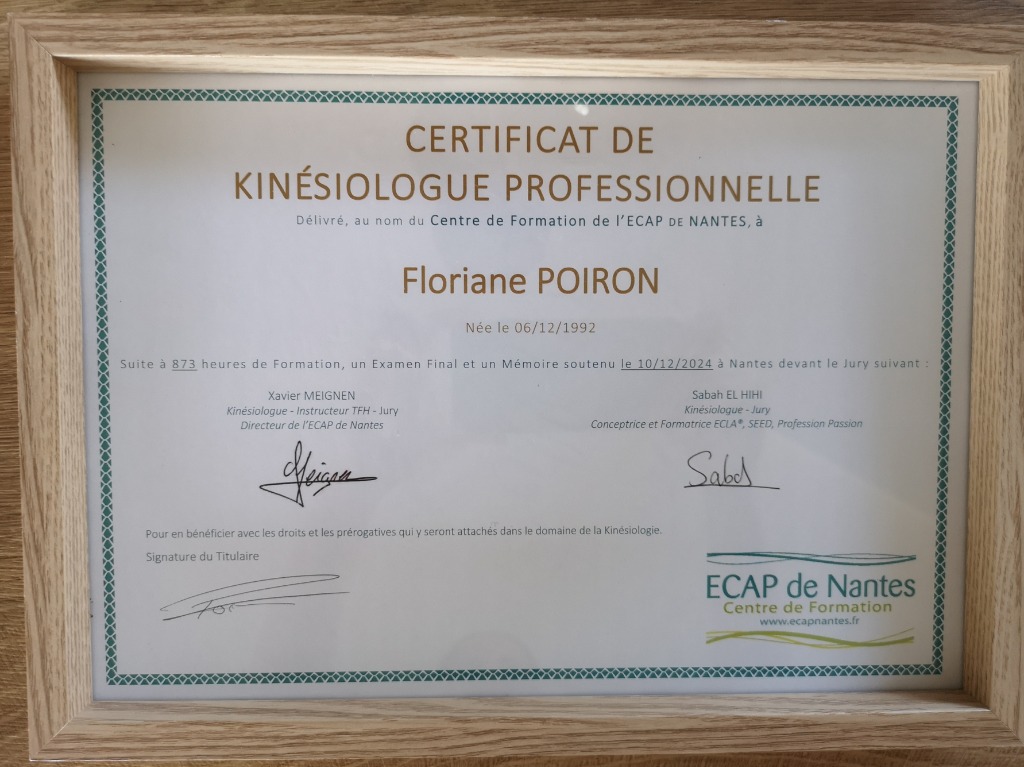 CERTIFICAT DE
KINÉSIOLOGUE PROFESSIONNELLE
Délivré, au nom du Centre de Formation de l'ECAP DE NANTES, à
Floriane POIRON
Née le 06/12/1992
Suite à 873 heures de Formation, un Examen Final et un Mémoire soutenu le 10/12/2024 à Nantes devant le Jury suivant :
Xavier MEIGNEN
Kinésiologue - Instructeur TFH - Jury
Directeur de l'ECAP de Nantes
Meignen
Sabah EL HIHI
Kinésiologue - Jury
Conceptrice et Formatrice ECLA®, SEED, Profession Passion
Pour en bénéficier avec les droits et les prérogatives qui y seront attachés dans le domaine de la Kinésiologie.
Signature du Titulaire
ECAP de Nantes
Centre de Formation
www.ecapnantes.fr